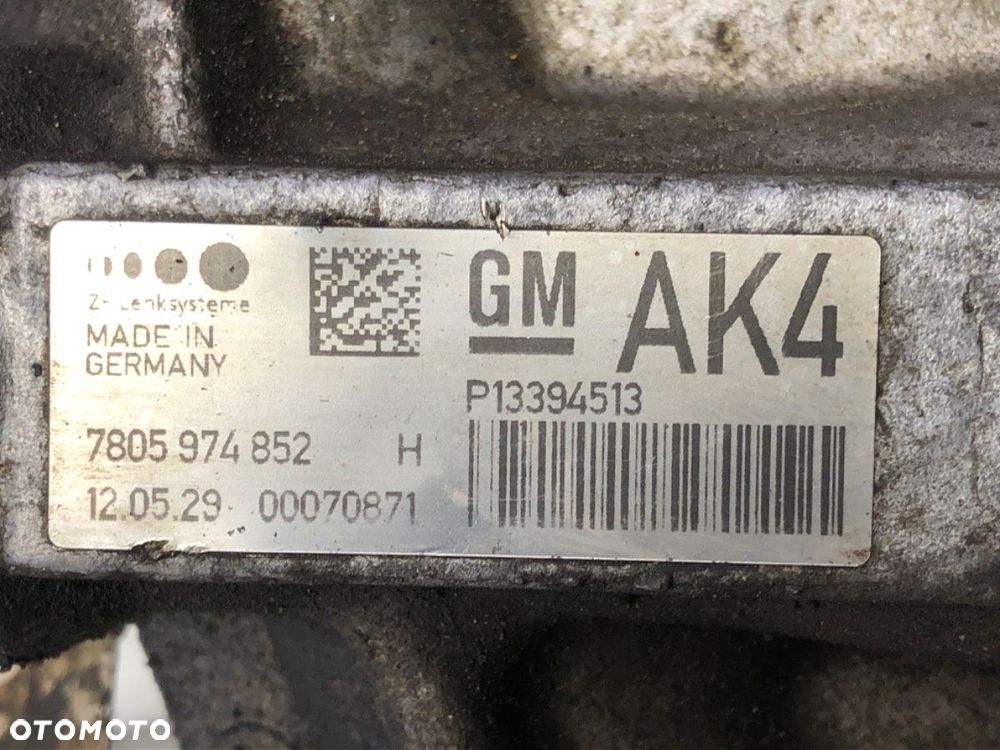 ZF Lenksysteme
MADE IN
GERMANY
7805 974 852 H
12.05.29 00070871
GM AK4
P13394513
OTOMOTO